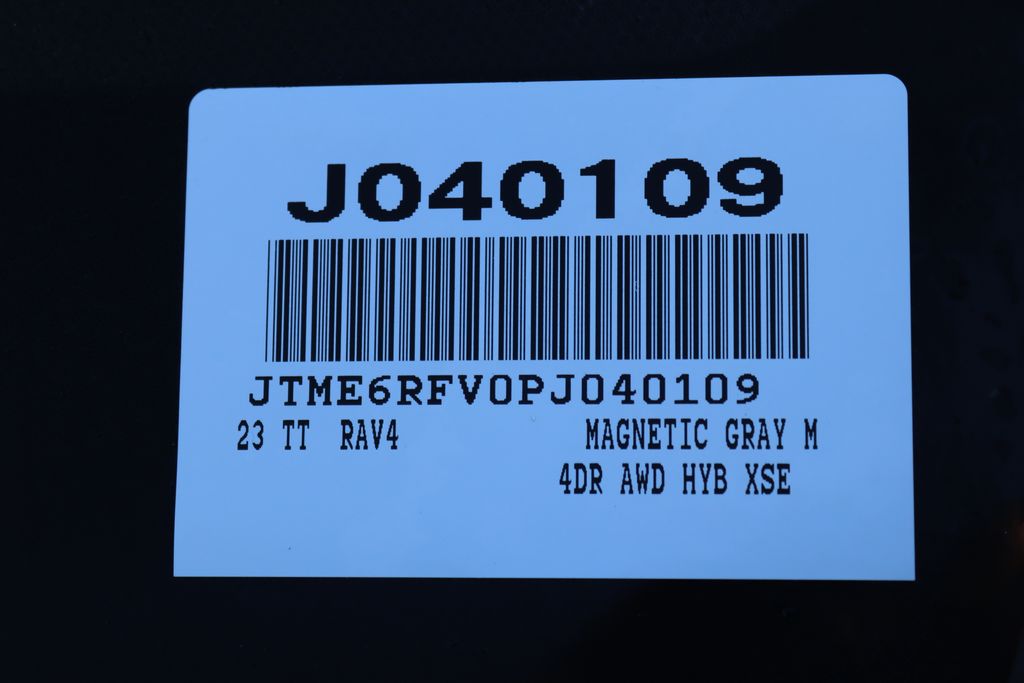 J040109
JTME6RFV0PJ040109
23 TT RAV4 MAGNETIC GRAY M
4DR AWD HYB XSE